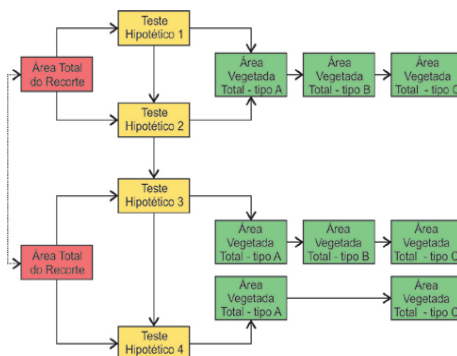 Teste
Hipotético 1
Área Total
do Recorte
Área
Vegetada
Total - tipo A
Área
Vegetada
Total - tipo B
Área
Vegetada
Total - tipo C
Teste
Hipotético 2
Teste
Hipotético 3
Área
Vegetada
Total - tipo A
Área
Vegetada
Total - tipo B
Área
Vegetada
Total - tipo C
Área Total
do Recorte
Área
Vegetada
Total - tipo A
Área
Vegetada
Total - tipo C
Teste
Hipotético 4